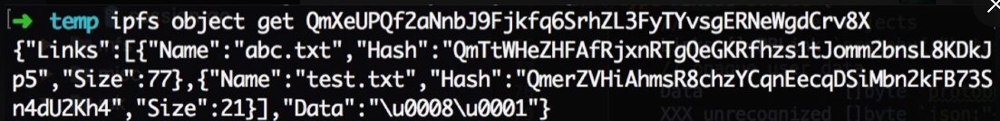 ➜ temp ipfs object get QmXeUPQf2aNnbJ9Fjkfq6SrhZL3FyTYvsgERNeWgdCrv8X
{"Links":[{"Name":"abc.txt","Hash":"QmTtWHeZHFAfRjxnRTgQeGKRfhzs1tJomm2bnsL8KDkJ
p5","Size":77},{"Name":"test.txt","Hash":"QmerZVHiAhmsR8chzYCqnEecqDSiMbn2kFB73S
n4dU2Kh4","Size":21}],"Data":"\u0008\u0001"}